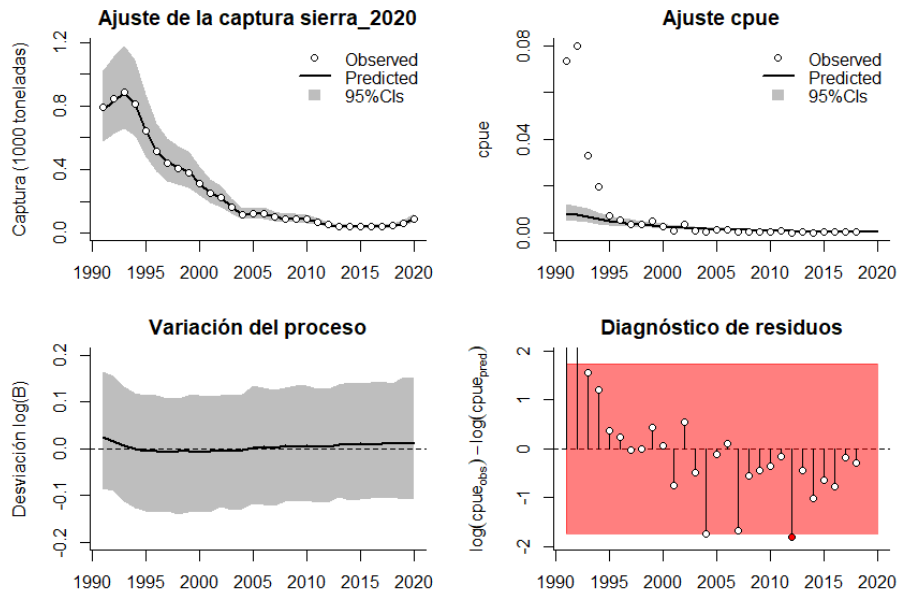 Ajuste de la captura sierra_2020
Captura (1000 toneladas)
0.0
0.4
0.8
1.2
Observed
Predicted
95%CIs
1990 1995 2000 2005 2010 2015 2020
Ajuste cpue
cpue
0.00
0.04
0.08
Observed
Predicted
95%CIs
1990 1995 2000 2005 2010 2015 2020
Variación del proceso
Desviación log(B)
-0.2
-0.1
0.0
0.1
0.2
1990 1995 2000 2005 2010 2015 2020
Diagnóstico de residuos
log(cpue_obs) − log(cpue_pred)
-2
-1
0
1
2
1990 1995 2000 2005 2010 2015 2020